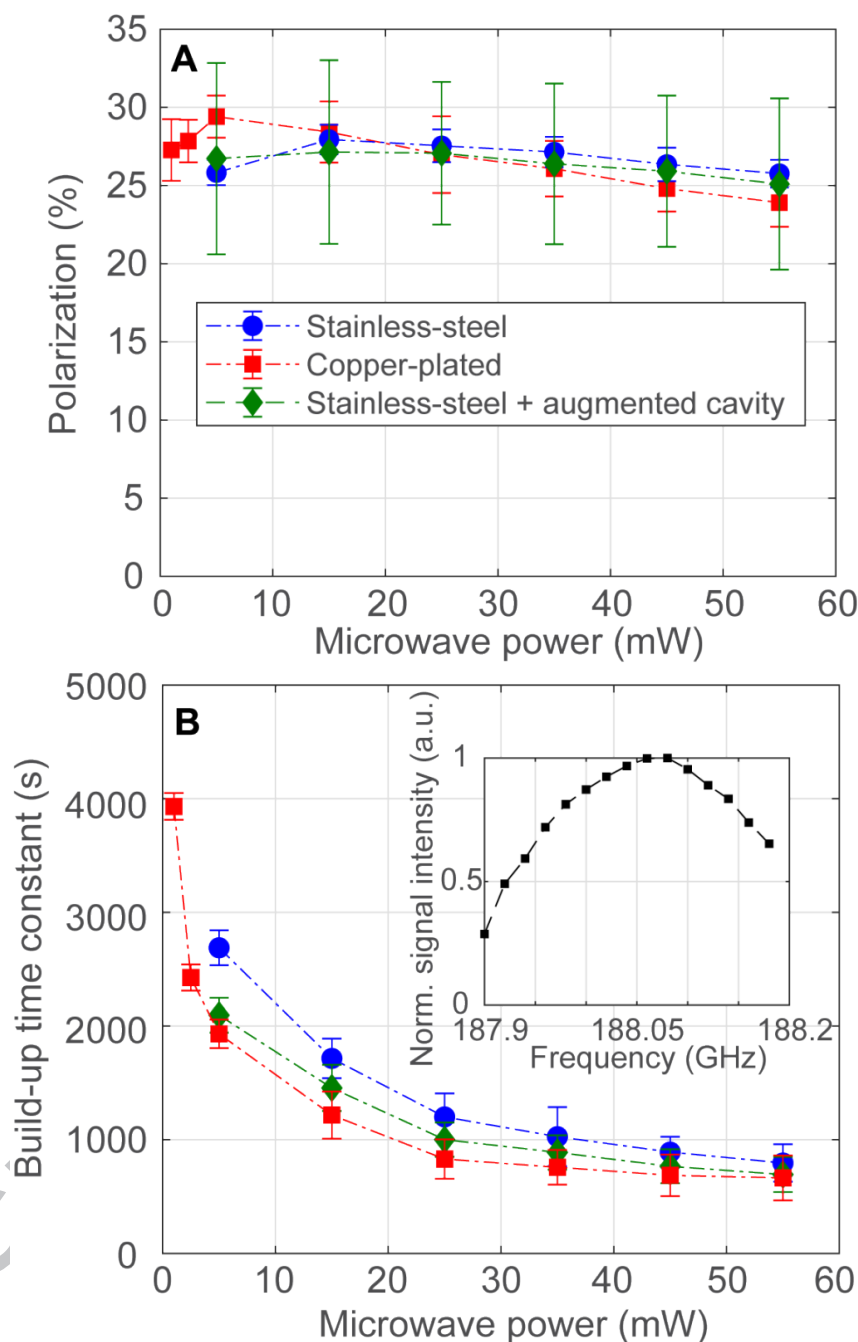 A
35
30
25
20
15
10
5
0
Polarization (%)
Stainless-steel
Copper-plated
Stainless-steel + augmented cavity
0 10 20 30 40 50 60
Microwave power (mW)
B
5000
4000
3000
2000
1000
0
Build-up time constant (s)
Norm. signal intensity (a.u.)
1
0.5
0
187.9 188.05 188.2
Frequency (GHz)
0 10 20 30 40 50 60
Microwave power (mW)